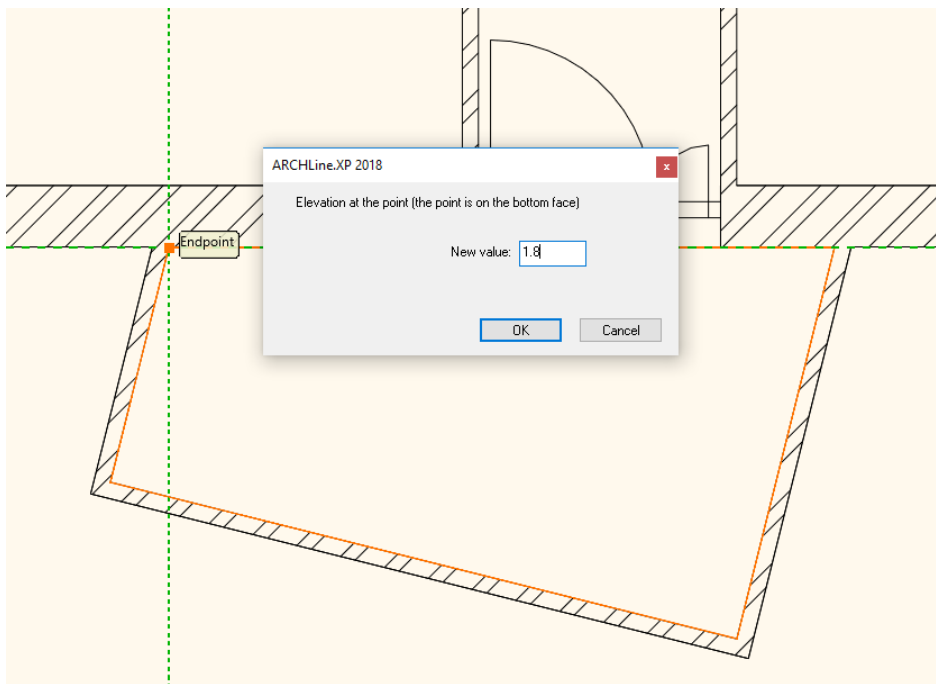 ARCHLine.XP 2018
x
Elevation at the point (the point is on the bottom face)
Endpoint
New value: 1.8
OK Cancel